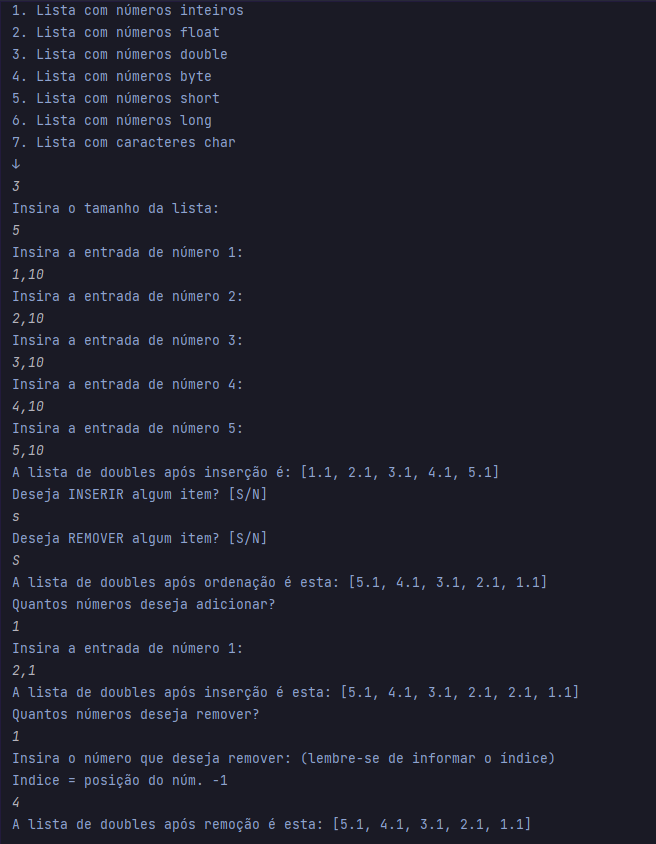 1. Lista com números inteiros
2. Lista com números float
3. Lista com números double
4. Lista com números byte
5. Lista com números short
6. Lista com números long
7. Lista com caracteres char
↓
3
Insira o tamanho da lista:
5
Insira a entrada de número 1:
1,10
Insira a entrada de número 2:
2,10
Insira a entrada de número 3:
3,10
Insira a entrada de número 4:
4,10
Insira a entrada de número 5:
5,10
A lista de doubles após inserção é: [1.1, 2.1, 3.1, 4.1, 5.1]
Deseja INSERIR algum item? [S/N]
s
Deseja REMOVER algum item? [S/N]
S
A lista de doubles após ordenação é esta: [5.1, 4.1, 3.1, 2.1, 1.1]
Quantos números deseja adicionar?
1
Insira a entrada de número 1:
2,1
A lista de doubles após inserção é esta: [5.1, 4.1, 3.1, 2.1, 2.1, 1.1]
Quantos números deseja remover?
1
Insira o número que deseja remover: (lembre-se de informar o índice)
Indice = posição do núm. -1
4
A lista de doubles após remoção é esta: [5.1, 4.1, 3.1, 2.1, 1.1]